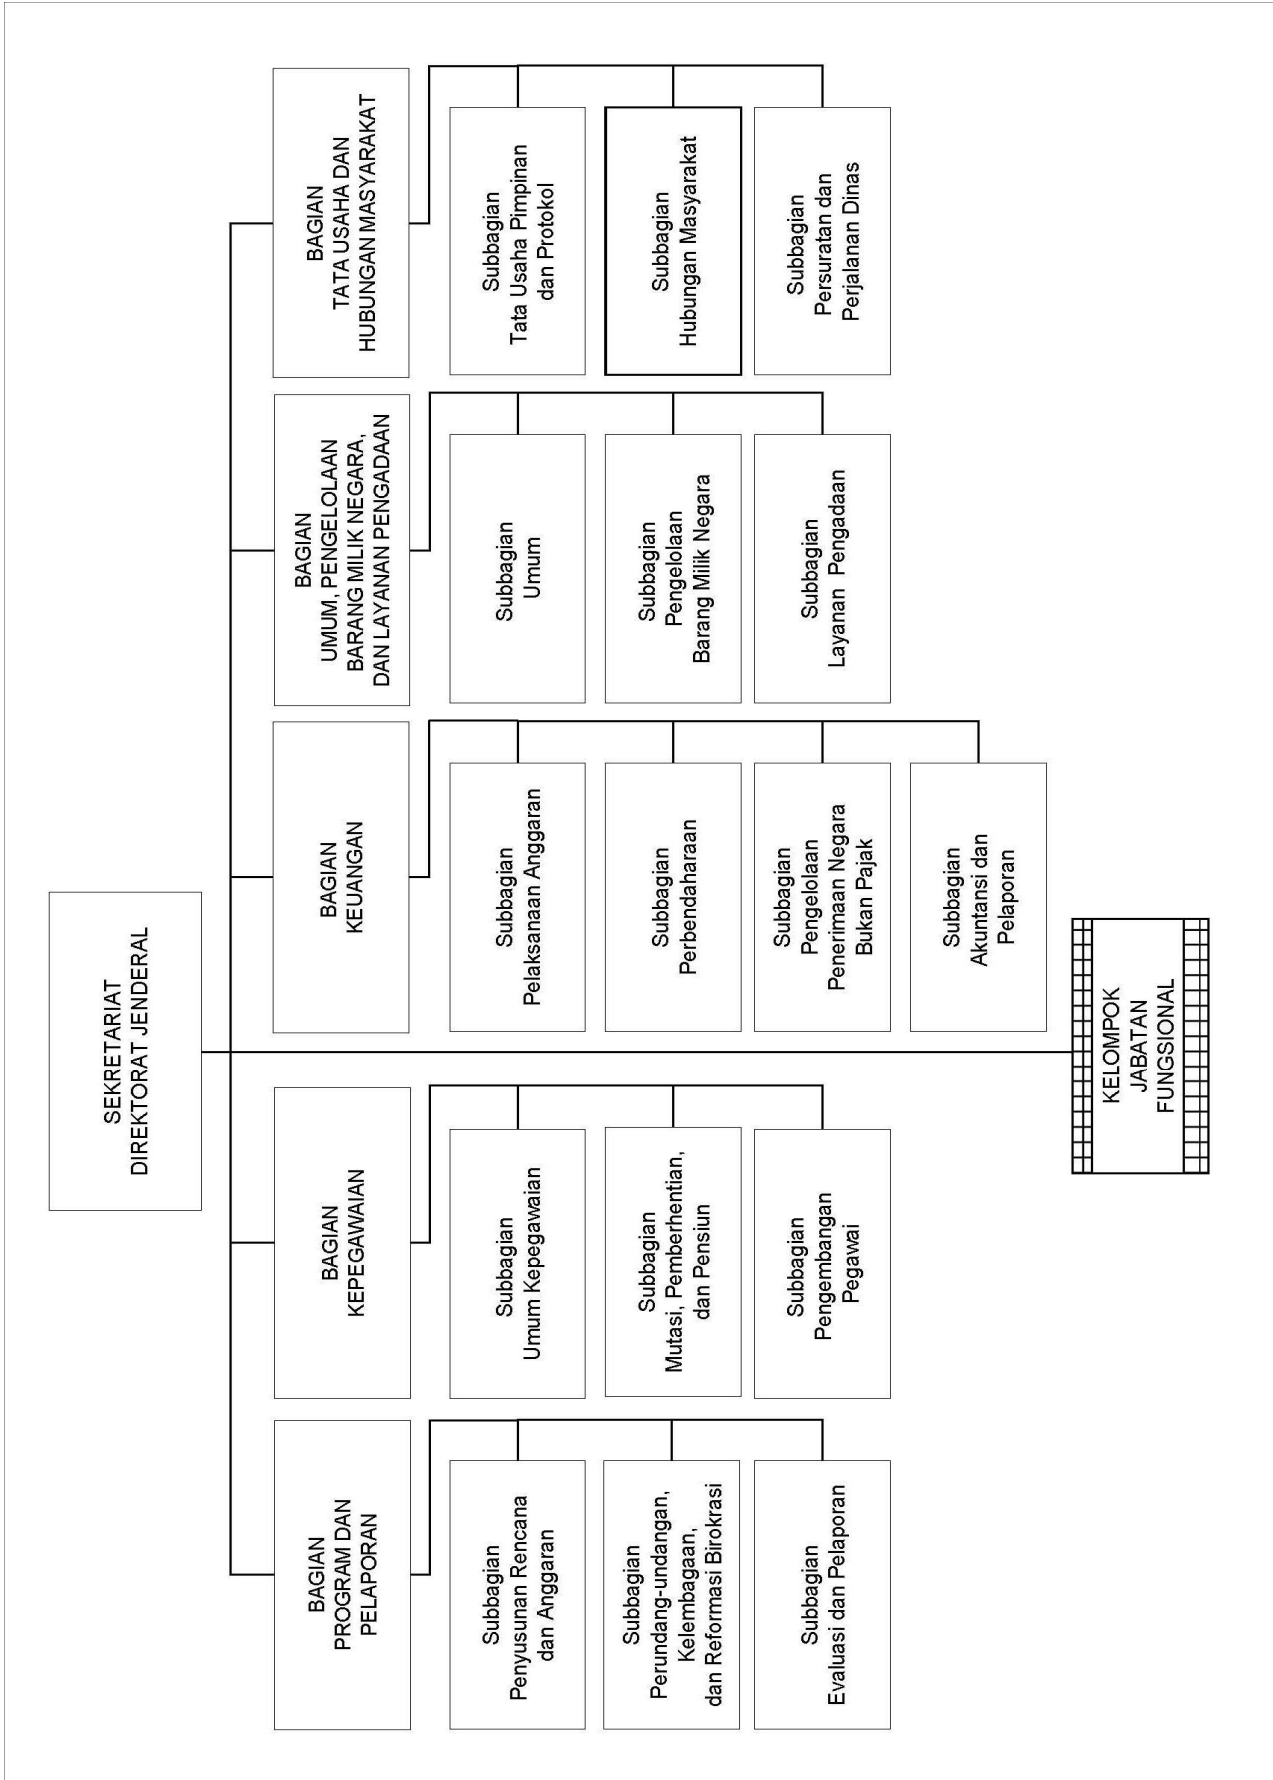 SEKRETARIAT
DIREKTORAT JENDERAL
BAGIAN
PROGRAM DAN
PELAPORAN
Subbagian
Penyusunan Rencana
dan Anggaran
Subbagian
Perundang-undangan,
Kelembagaan,
dan Reformasi Birokrasi
Subbagian
Evaluasi dan Pelaporan
BAGIAN
KEPEGAWAIAN
Subbagian
Umum Kepegawaian
Subbagian
Mutasi, Pemberhentian,
dan Pensiun
Subbagian
Pengembangan
Pegawai
BAGIAN
KEUANGAN
Subbagian
Pelaksanaan Anggaran
Subbagian
Perbendaharaan
Subbagian
Pengelolaan
Penerimaan Negara
Bukan Pajak
Subbagian
Akuntansi dan
Pelaporan
BAGIAN
UMUM, PENGELOLAAN
BARANG MILIK NEGARA,
DAN LAYANAN PENGADAAN
Subbagian
Umum
Subbagian
Pengelolaan
Barang Milik Negara
Subbagian
Layanan Pengadaan
BAGIAN
TATA USAHA DAN
HUBUNGAN MASYARAKAT
Subbagian
Tata Usaha Pimpinan
dan Protokol
Subbagian
Hubungan Masyarakat
Subbagian
Persuratan dan
Perjalanan Dinas
KELOMPOK
JABATAN
FUNGSIONAL